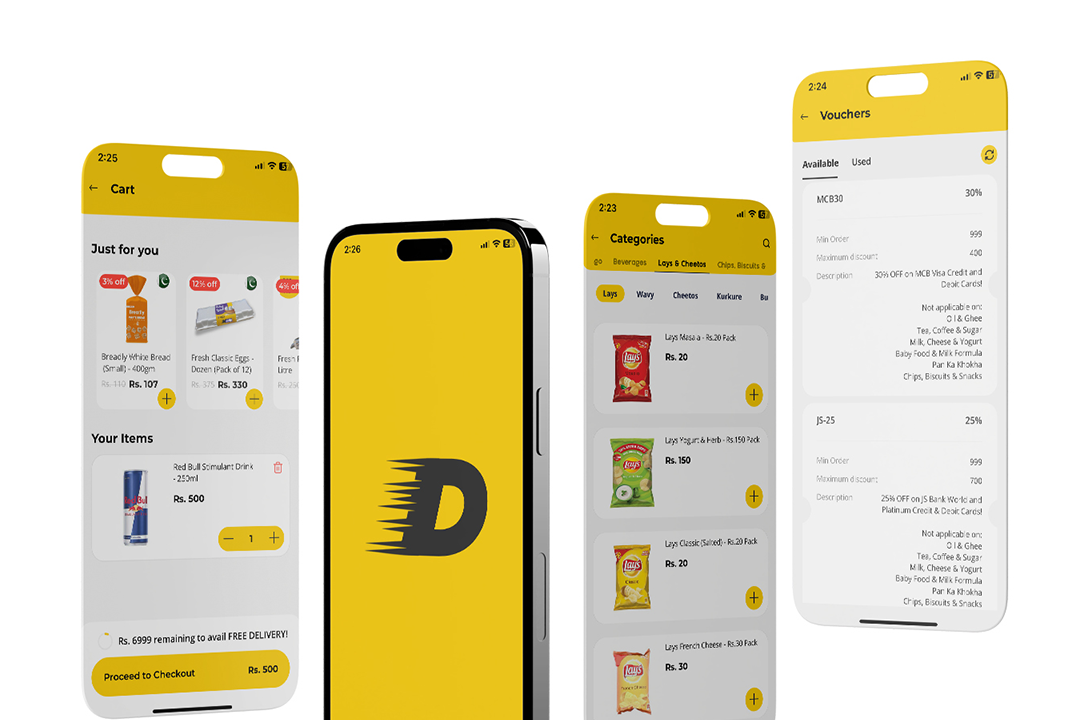 2:25
Cart
Just for you
3% off
12% off
4% off
Breadly White Bread
(Small) - 400gm
Rs. 110 Rs. 107
Fresh Classic Eggs -
Dozen (Pack of 12)
Rs. 375 Rs. 330
Fresh
Litre
Your Items
Red Bull
Red Bull Stimulant Drink
- 250ml
Rs. 500
1
Rs. 6999 remaining to avail FREE DELIVERY!
Proceed to Checkout Rs. 500
2:26
D
2:23
Categories
go Beverages Lays & Cheetos Chips, Biscuits &
Lays Wavy Cheetos Kurkure Bu
Lay's
Lays Masala - Rs.20 Pack
Rs. 20
Lay's
Lays Yogurt & Herb - Rs.150 Pack
Rs. 150
Lay's
Lays Classic (Salted) - Rs.20 Pack
Rs. 20
Lay's
Lays French Cheese - Rs.30 Pack
Rs. 30
2:24
Vouchers
Available Used
MCB30 30%
Min Order 999
Maximum discount 400
Description 30% OFF on MCB Visa Credit and
Debit Cards!
Not applicable on:
Oil & Ghee
Tea, Coffee & Sugar
Milk, Cheese & Yogurt
Baby Food & Milk Formula
Pan Ka Khokha
Chips, Biscuits & Snacks
JS-25 25%
Min Order 999
Maximum discount 700
Description 25% OFF on JS Bank World and
Platinum Credit & Debit Cards!
Not applicable on:
Oil & Ghee
Tea, Coffee & Sugar
Milk, Cheese & Yogurt
Baby Food & Milk Formula
Pan Ka Khokha
Chips, Biscuits & Snacks